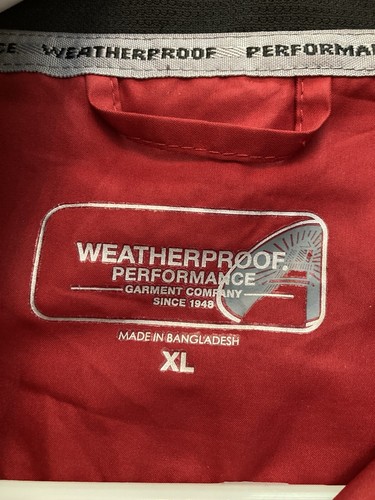 WEATHERPROOF PERFORMA
WEATHERPROOF.
PERFORMANCE
GARMENT COMPANY
SINCE 1948
MADE IN BANGLADESH
XL